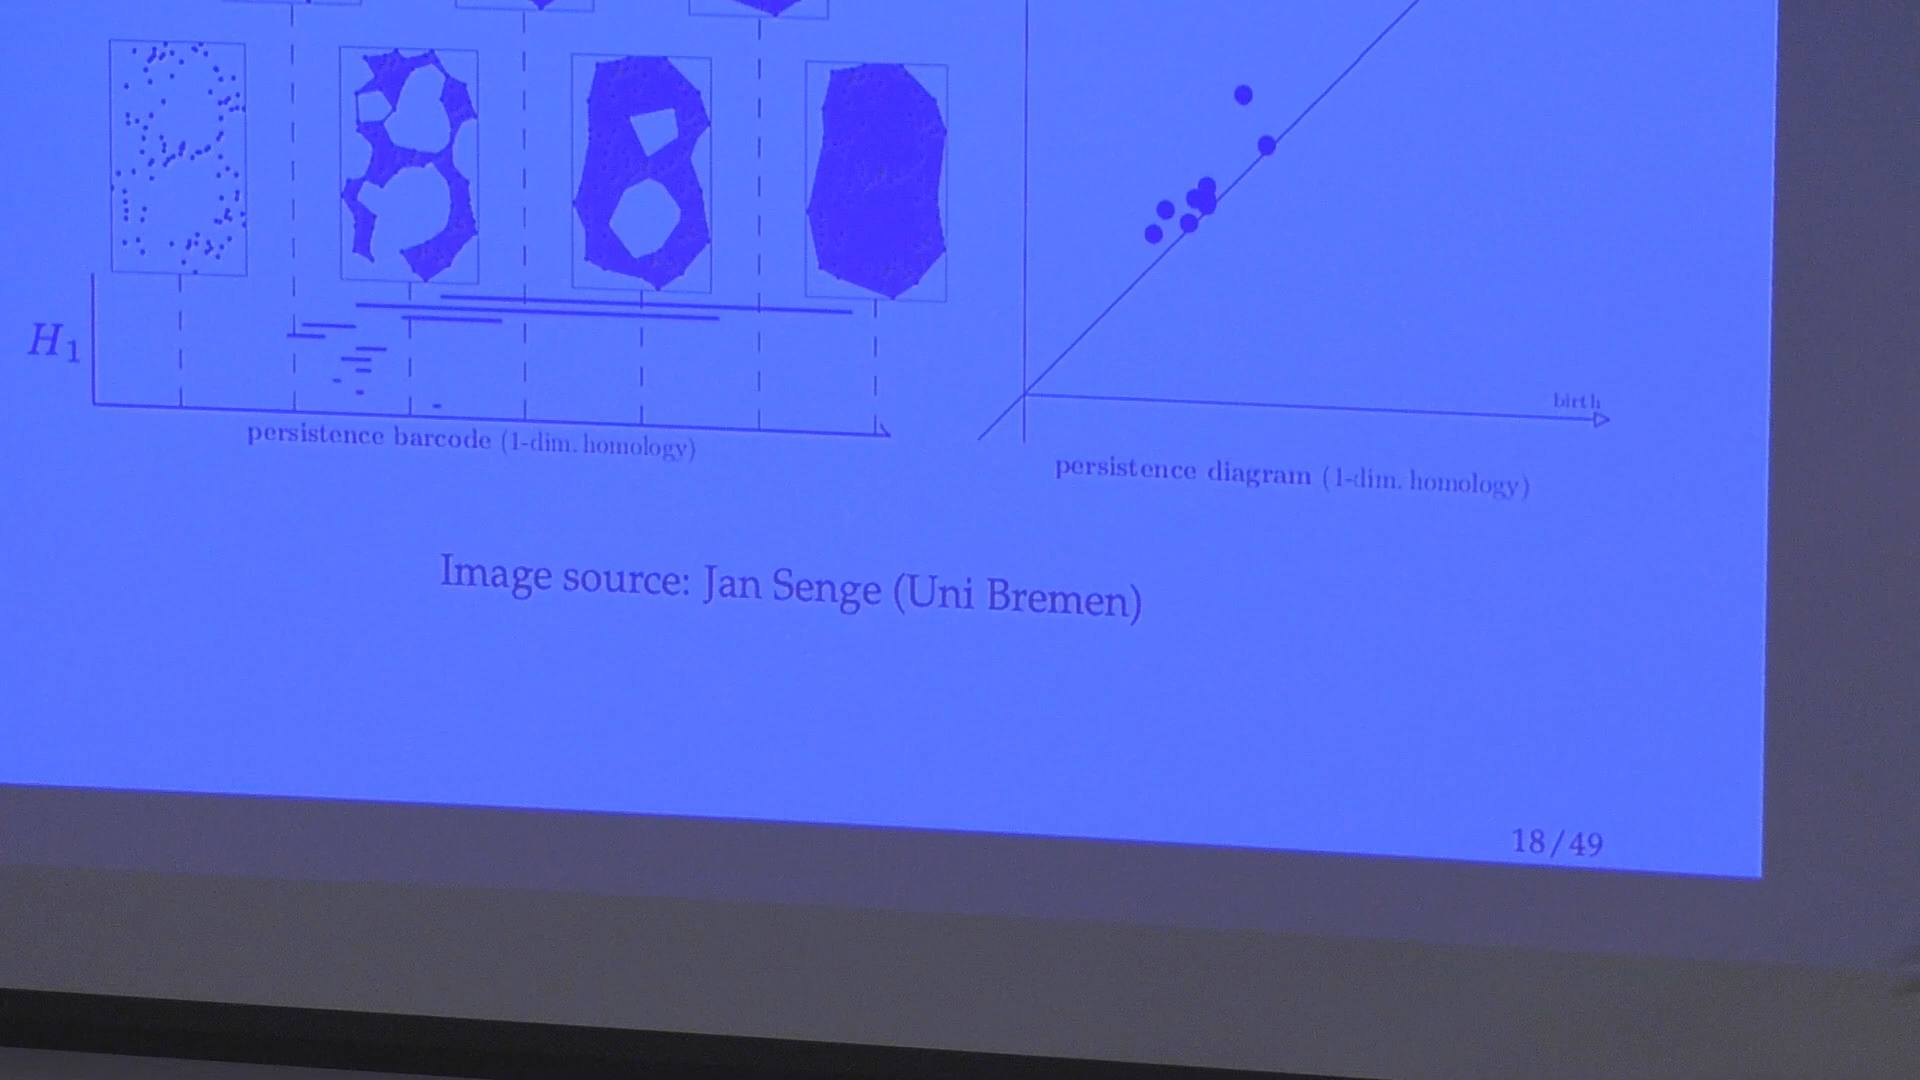 H1
birth
persistence barcode (1-dim. homology)
persistence diagram (1-dim. homology)
Image source: Jan Senge (Uni Bremen)
18/49